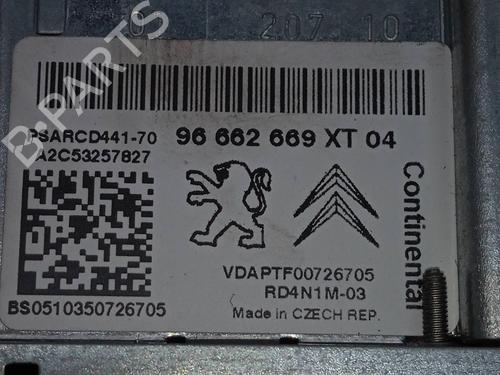 0 207 10
PSARCD441-70 96 662 669 XT 04
A2C53257827
Continental
VDAPTF00726705
RD4N1M-03
BS0510350726705 Made in CZECH REP.
B-PARTS